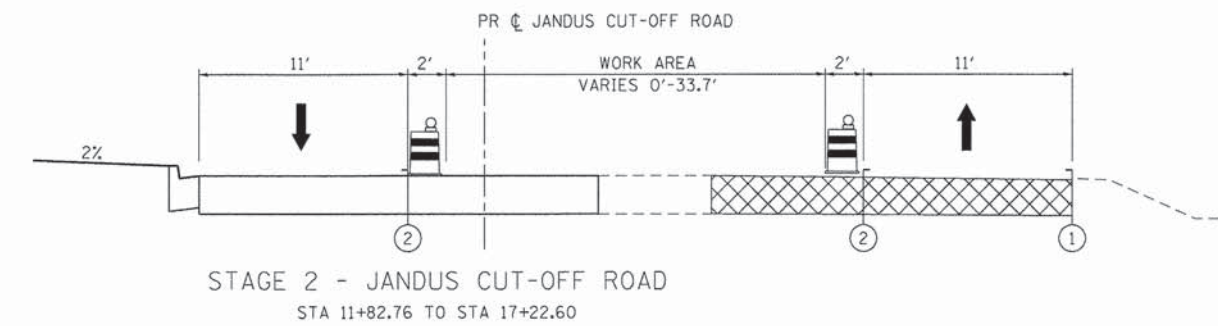 PR ℄ JANDUS CUT-OFF ROAD
11' 2' WORK AREA 2' 11'
VARIES 0'-33.7'
2%
2 2 1
STAGE 2 - JANDUS CUT-OFF ROAD
STA 11+82.76 TO STA 17+22.60